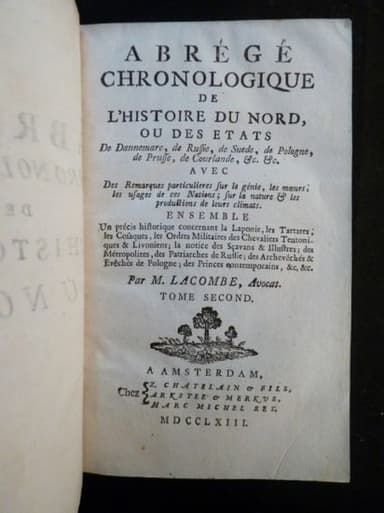 ABRÉGÉ
CHRONOLOGIQUE
DE
L'HISTOIRE DU NORD,
OU DES ETATS
De Dannemarc, de Russie, de Suede, de Pologne,
de Prusse, de Courlande, &c. &c.
AVEC
Des Remarques particulieres sur le génie, les mœurs;
les usages de ces Nations; sur la nature & les
productions de leurs climats.
ENSEMBLE
Un précis historique concernant la Laponie, les Tartares;
les Cosaques, les Ordres Militaires des Chevaliers Teutoni-
ques & Livoniens; la notice des Sçavans & Illustres; des
Métropolites, des Patriarches de Russie; des Archevêchés &
Evêchés de Pologne; des Princes contemporains, &c, &c.
Par M. LACOMBE, Avocat.
TOME SECOND.
A AMSTERDAM,
Chez
Z. CHATELAIN & FILS,
ARKSTEE & MERKUS,
MARC MICHEL REY.
MDCCLXIII.